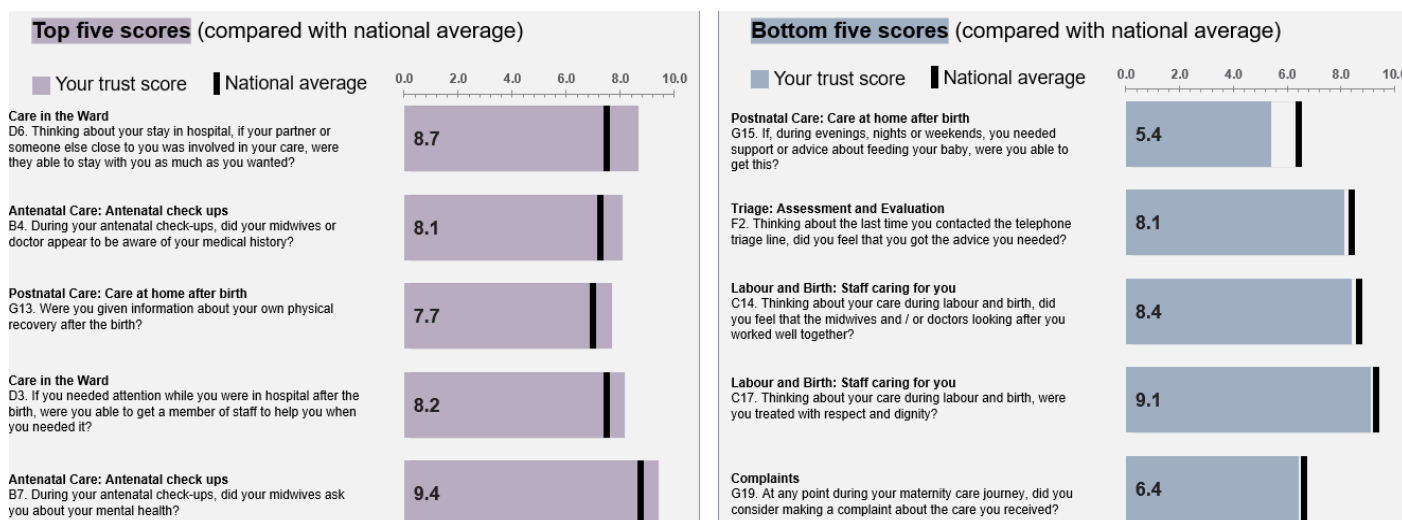 Top five scores (compared with national average)
Your trust score National average
0.0 2.0 4.0 6.0 8.0 10.0
Care in the Ward
D6. Thinking about your stay in hospital, if your partner or
someone else close to you was involved in your care, were
they able to stay with you as much as you wanted?
8.7
Antenatal Care: Antenatal check ups
B4. During your antenatal check-ups, did your midwives or
doctor appear to be aware of your medical history?
8.1
Postnatal Care: Care at home after birth
G13. Were you given information about your own physical
recovery after the birth?
7.7
Care in the Ward
D3. If you needed attention while you were in hospital after the
birth, were you able to get a member of staff to help you when
you needed it?
8.2
Antenatal Care: Antenatal check ups
B7. During your antenatal check-ups, did your midwives ask
you about your mental health?
9.4
Bottom five scores (compared with national average)
Your trust score National average
0.0 2.0 4.0 6.0 8.0 10.0
Postnatal Care: Care at home after birth
G15. If, during evenings, nights or weekends, you needed
support or advice about feeding your baby, were you able to
get this?
5.4
Triage: Assessment and Evaluation
F2. Thinking about the last time you contacted the telephone
triage line, did you feel that you got the advice you needed?
8.1
Labour and Birth: Staff caring for you
C14. Thinking about your care during labour and birth, did
you feel that the midwives and / or doctors looking after you
worked well together?
8.4
Labour and Birth: Staff caring for you
C17. Thinking about your care during labour and birth, were
you treated with respect and dignity?
9.1
Complaints
G19. At any point during your maternity care journey, did you
consider making a complaint about the care you received?
6.4